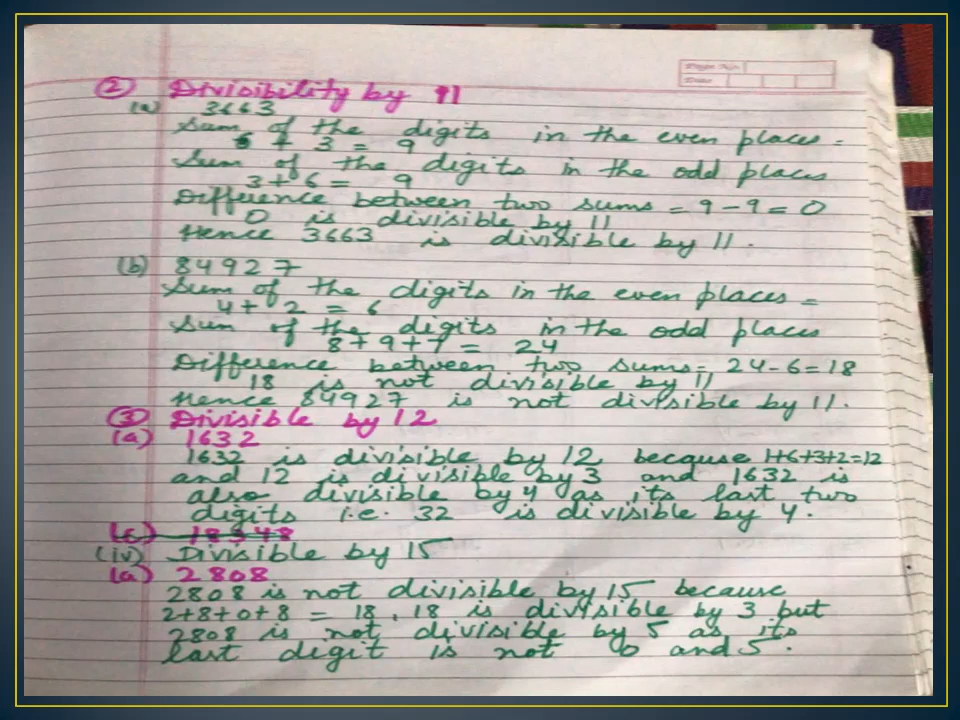 Page No.
Date
② Divisibility by 11
(a) 3663
Sum of the digits in the even places =
6 + 3 = 9
Sum of the digits in the odd places
3 + 6 = 9
Difference between two sums = 9 - 9 = 0
0 is divisible by 11
Hence 3663 is divisible by 11.
(b) 84927
Sum of the digits in the even places =
4 + 2 = 6
Sum of the digits in the odd places
8 + 9 + 7 = 24
Difference between two sums = 24 - 6 = 18
18 is not divisible by 11
Hence 84927 is not divisible by 11.
③ Divisible by 12
(a) 1632
1632 is divisible by 12 because 1+6+3+2=12
and 12 is divisible by 3 and 1632 is
also divisible by 4 as its last two
digits i.e. 32 is divisible by 4.
(c) 18348
(iv) Divisible by 15
(a) 2808
2808 is not divisible by 15 because
2+8+0+8 = 18, 18 is divisible by 3 but
2808 is not divisible by 5 as its
last digit is not 0 and 5.